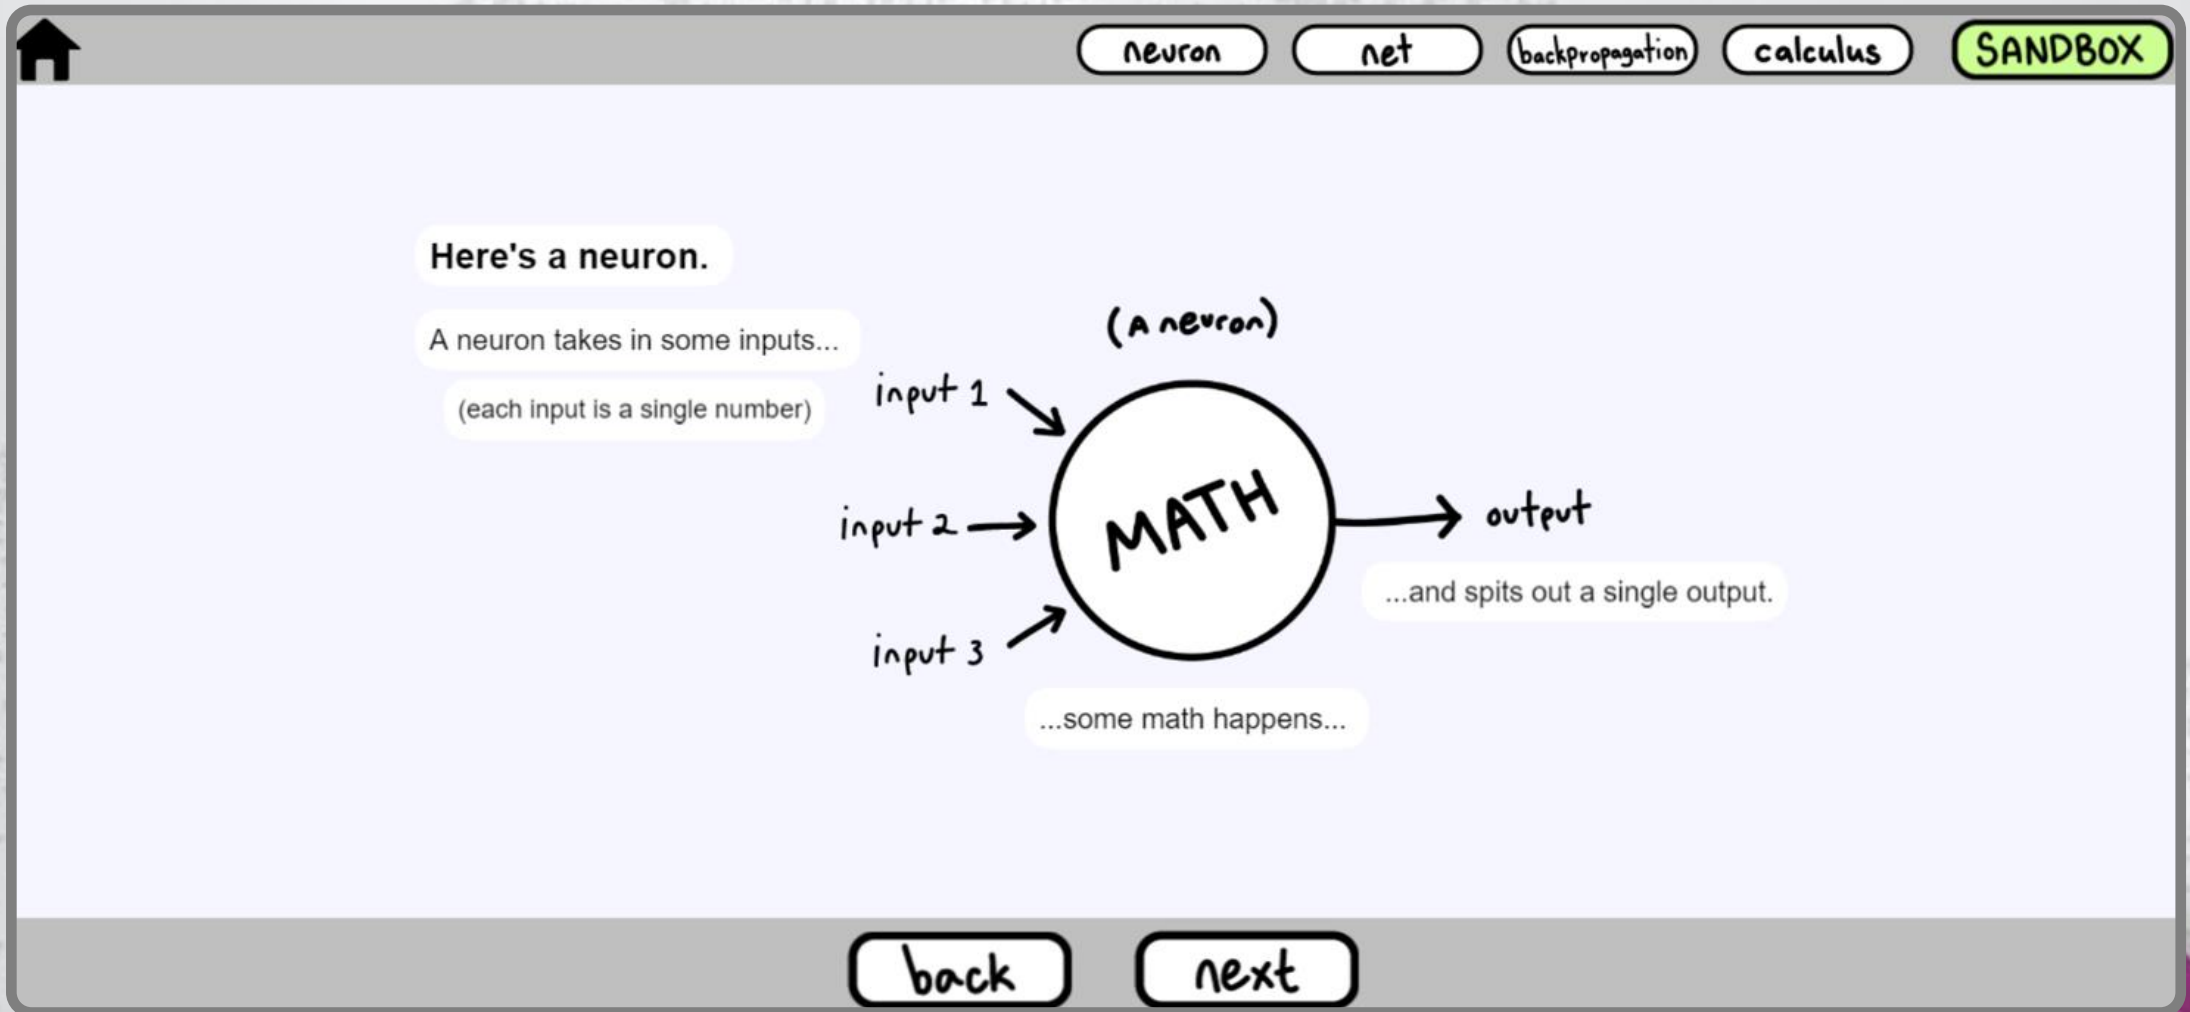 neuron
net
backpropagation
calculus
SANDBOX
Here's a neuron.
A neuron takes in some inputs...
(each input is a single number)
(A neuron)
input 1
input 2
input 3
MATH
output
...and spits out a single output.
...some math happens...
back
next